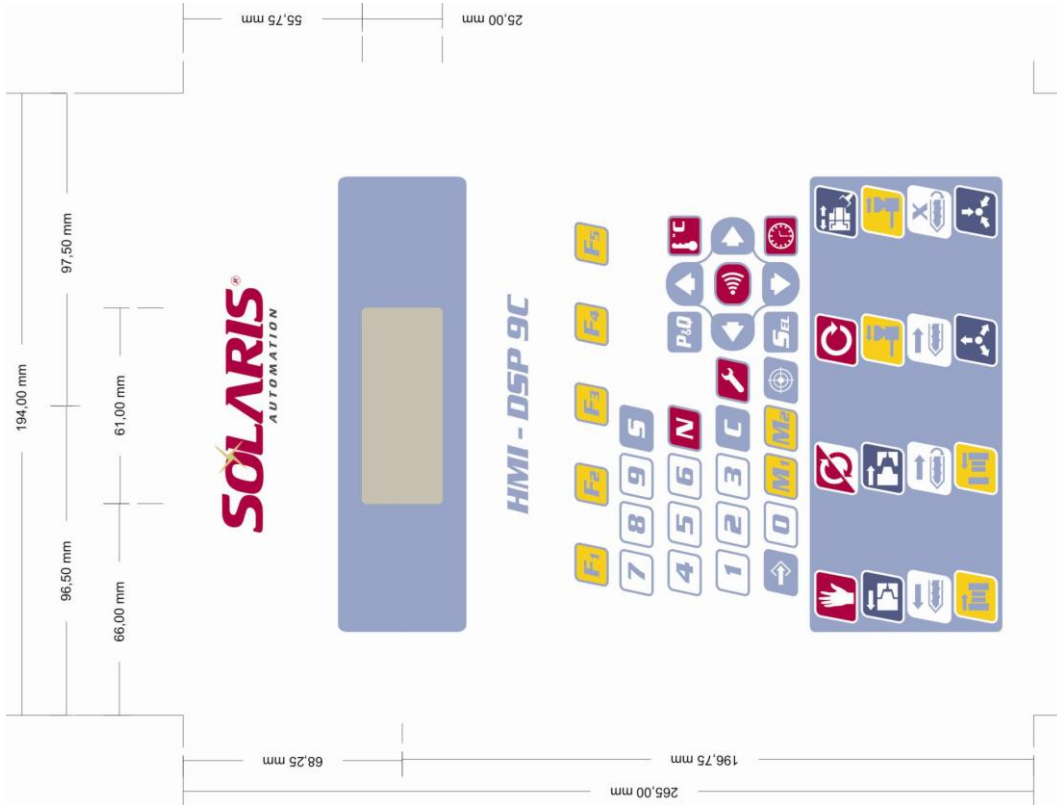 55,75 mm
25,00 mm
194,00 mm
97,50 mm
96,50 mm
61,00 mm
66,00 mm
SOLARIS®
AUTOMATION
HMI - DSP 9C
F1 F2 F3 F4 F5
7 8 9 S
4 5 6 N P&Q °C
1 2 3 C
0 M1 M2 SEL
X
68,25 mm
196,75 mm
265,00 mm